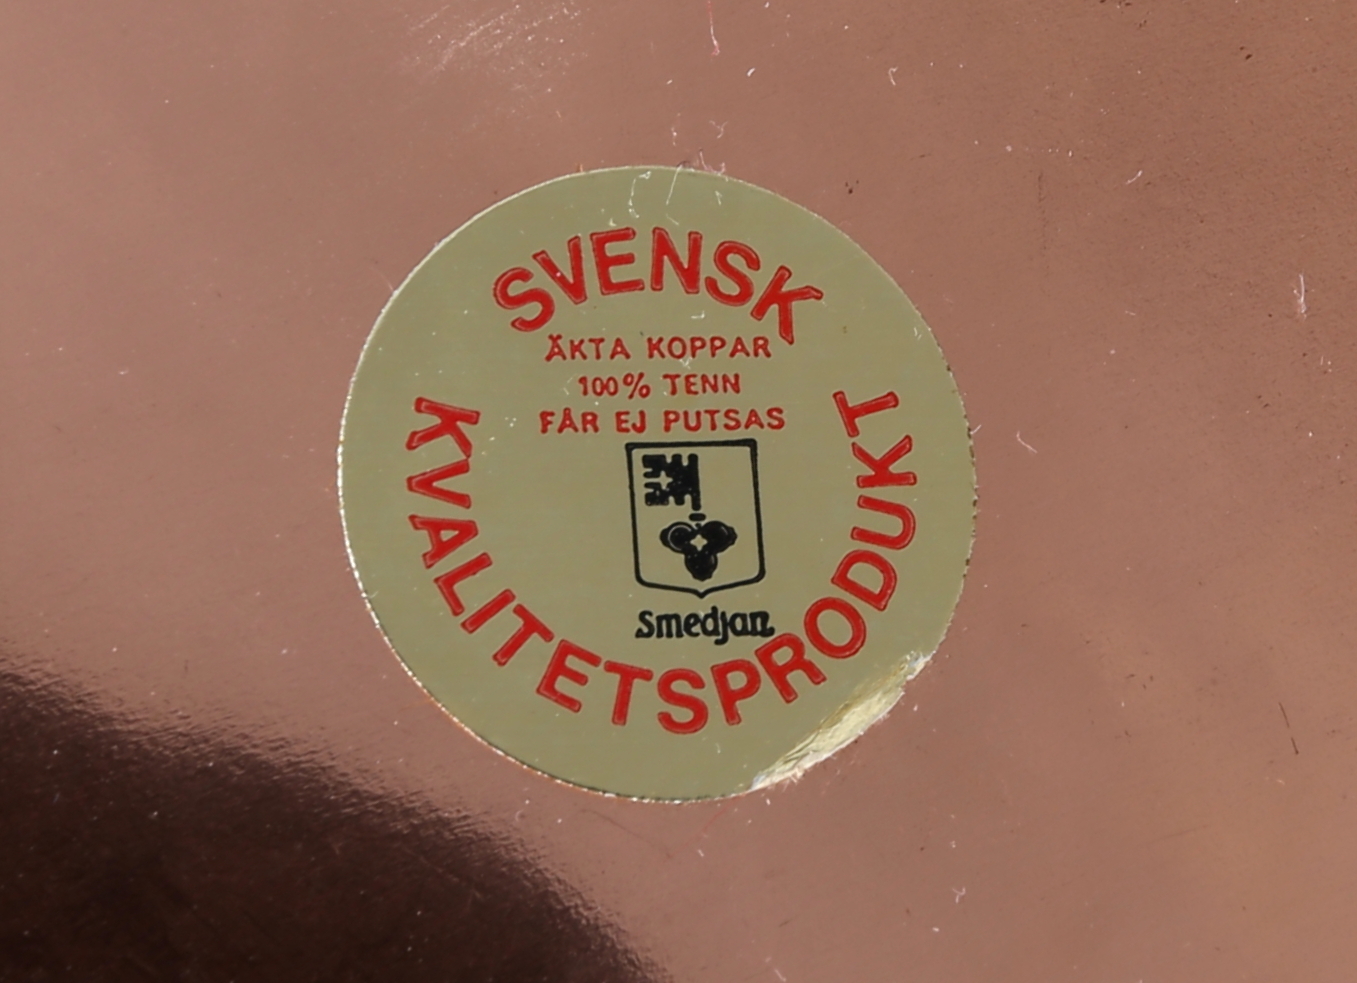 SVENSK
ÄKTA KOPPAR
100% TENN
FÅR EJ PUTSAS
Smedjan
KVALITETSPRODUKT